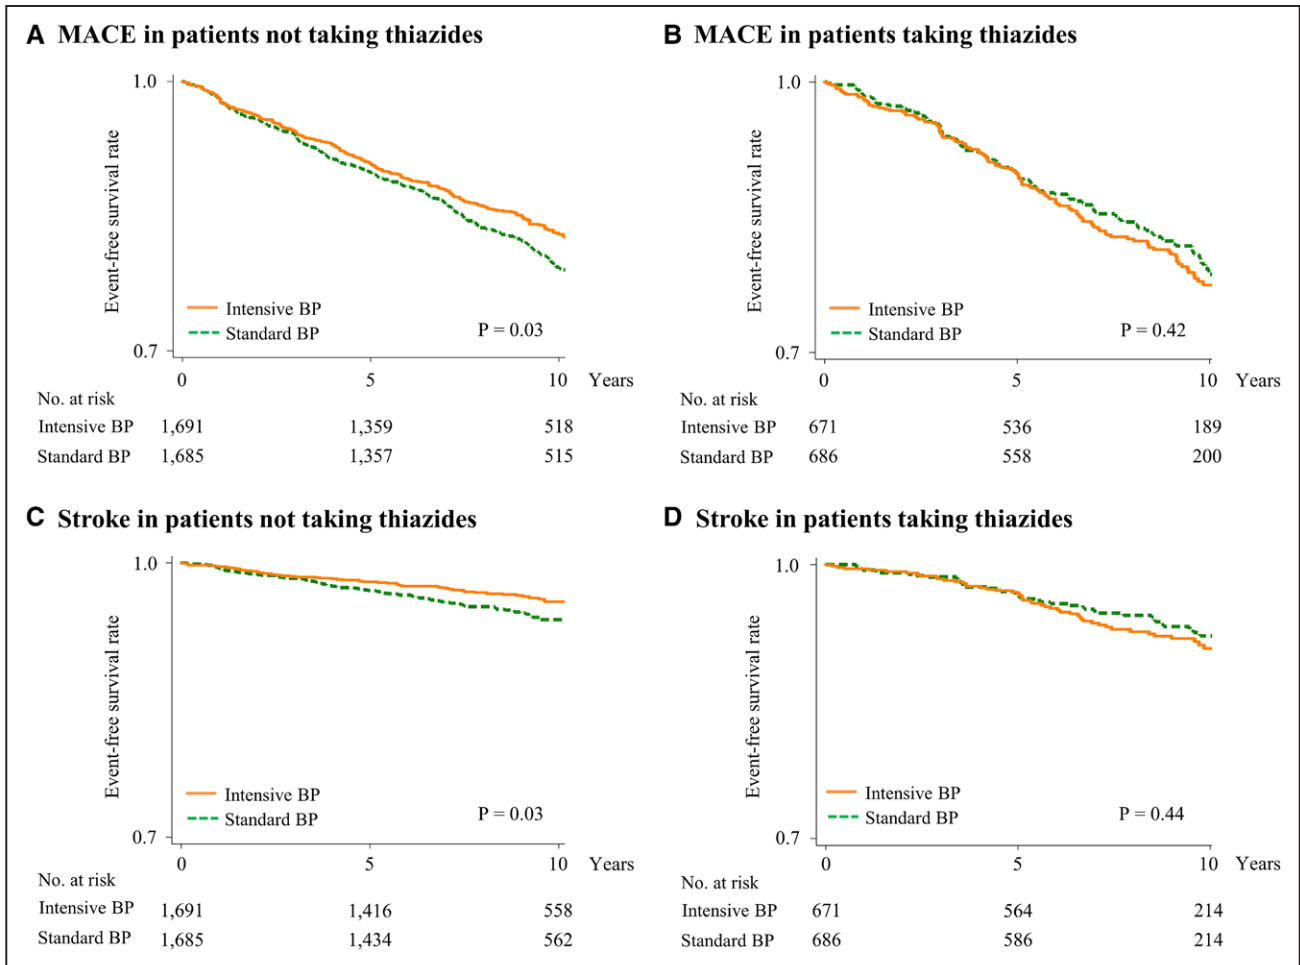 A MACE in patients not taking thiazides
1.0
Event-free survival rate
Intensive BP
Standard BP
P = 0.03
0.7
0 5 10 Years
No. at risk
Intensive BP 1,691 1,359 518
Standard BP 1,685 1,357 515
B MACE in patients taking thiazides
1.0
Event-free survival rate
Intensive BP
Standard BP
P = 0.42
0.7
0 5 10 Years
No. at risk
Intensive BP 671 536 189
Standard BP 686 558 200
C Stroke in patients not taking thiazides
1.0
Event-free survival rate
Intensive BP
Standard BP
P = 0.03
0.7
0 5 10 Years
No. at risk
Intensive BP 1,691 1,416 558
Standard BP 1,685 1,434 562
D Stroke in patients taking thiazides
1.0
Event-free survival rate
Intensive BP
Standard BP
P = 0.44
0.7
0 5 10 Years
No. at risk
Intensive BP 671 564 214
Standard BP 686 586 214